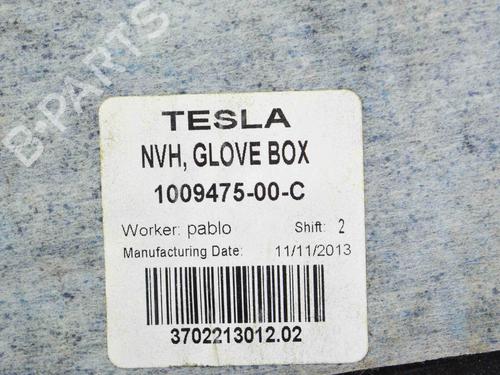 B-PARTS
TESLA
NVH, GLOVE BOX
1009475-00-C
Worker: pablo Shift: 2
Manufacturing Date: 11/11/2013
3702213012.02